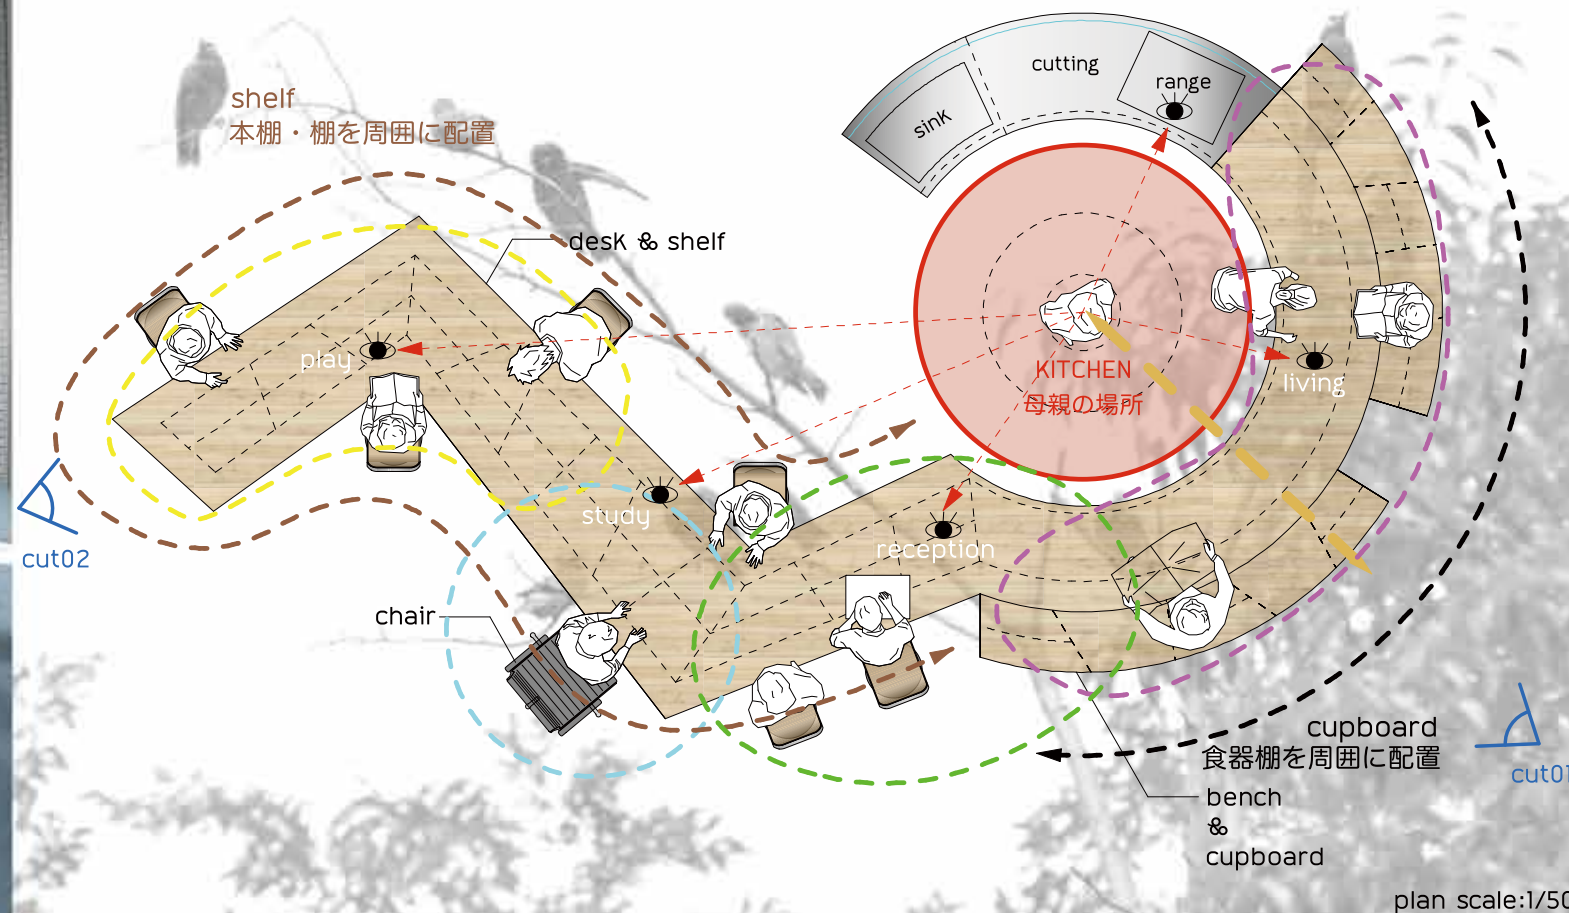 shelf
本棚・棚を周囲に配置
desk & shelf
sink
cutting
range
play
KITCHEN
母親の場所
living
study
reception
cut02
chair
cupboard
食器棚を周囲に配置
cut01
bench
&
cupboard
plan scale:1/50